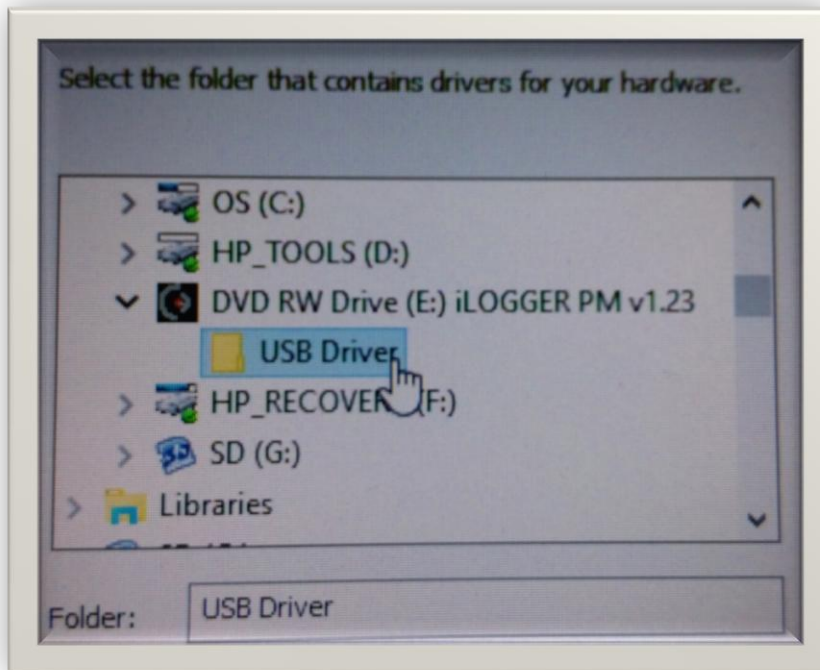 Select the folder that contains drivers for your hardware.
OS (C:)
HP_TOOLS (D:)
DVD RW Drive (E:) iLOGGER PM v1.23
USB Driver
HP_RECOVER (F:)
SD (G:)
Libraries
Folder: USB Driver